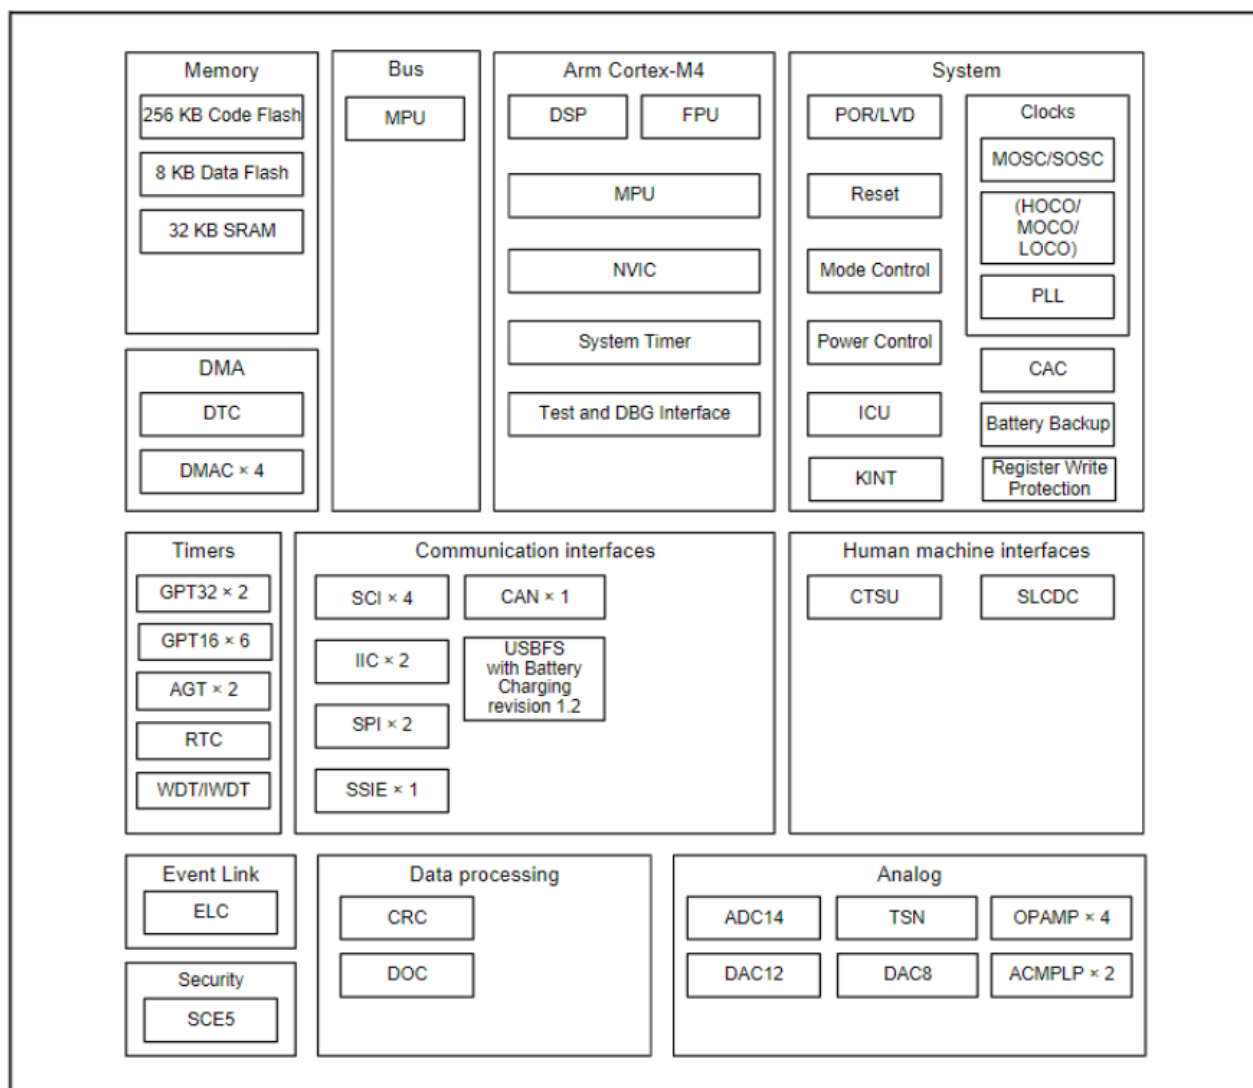 Memory
256 KB Code Flash
8 KB Data Flash
32 KB SRAM
DMA
DTC
DMAC × 4
Bus
MPU
Arm Cortex-M4
DSP
FPU
MPU
NVIC
System Timer
Test and DBG Interface
System
POR/LVD
Reset
Mode Control
Power Control
ICU
KINT
Clocks
MOSC/SOSC
(HOCO/
MOCO/
LOCO)
PLL
CAC
Battery Backup
Register Write
Protection
Timers
GPT32 × 2
GPT16 × 6
AGT × 2
RTC
WDT/IWDT
Communication interfaces
SCI × 4
IIC × 2
SPI × 2
SSIE × 1
CAN × 1
USBFS
with Battery
Charging
revision 1.2
Human machine interfaces
CTSU
SLCDC
Event Link
ELC
Security
SCE5
Data processing
CRC
DOC
Analog
ADC14
TSN
OPAMP × 4
DAC12
DAC8
ACMPLP × 2